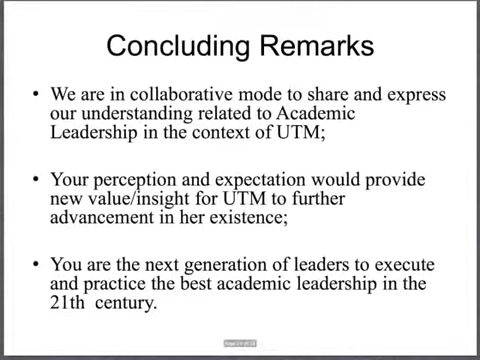 Concluding Remarks
• We are in collaborative mode to share and express
our understanding related to Academic
Leadership in the context of UTM;
• Your perception and expectation would provide
new value/insight for UTM to further
advancement in her existence;
• You are the next generation of leaders to execute
and practice the best academic leadership in the
21th century.